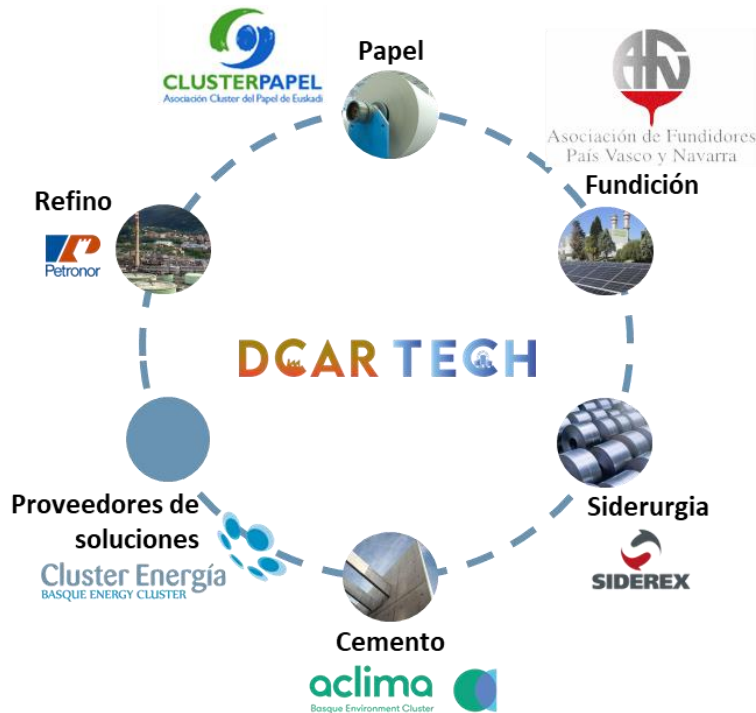 CLUSTERPAPEL
Asociación Cluster del Papel de Euskadi
Papel
AFV
Asociación de Fundidores
País Vasco y Navarra
Fundición
Refino
Petronor
DCAR TECH
Proveedores de
soluciones
Cluster Energía
BASQUE ENERGY CLUSTER
Siderurgia
SIDEREX
Cemento
aclima
Basque Environment Cluster